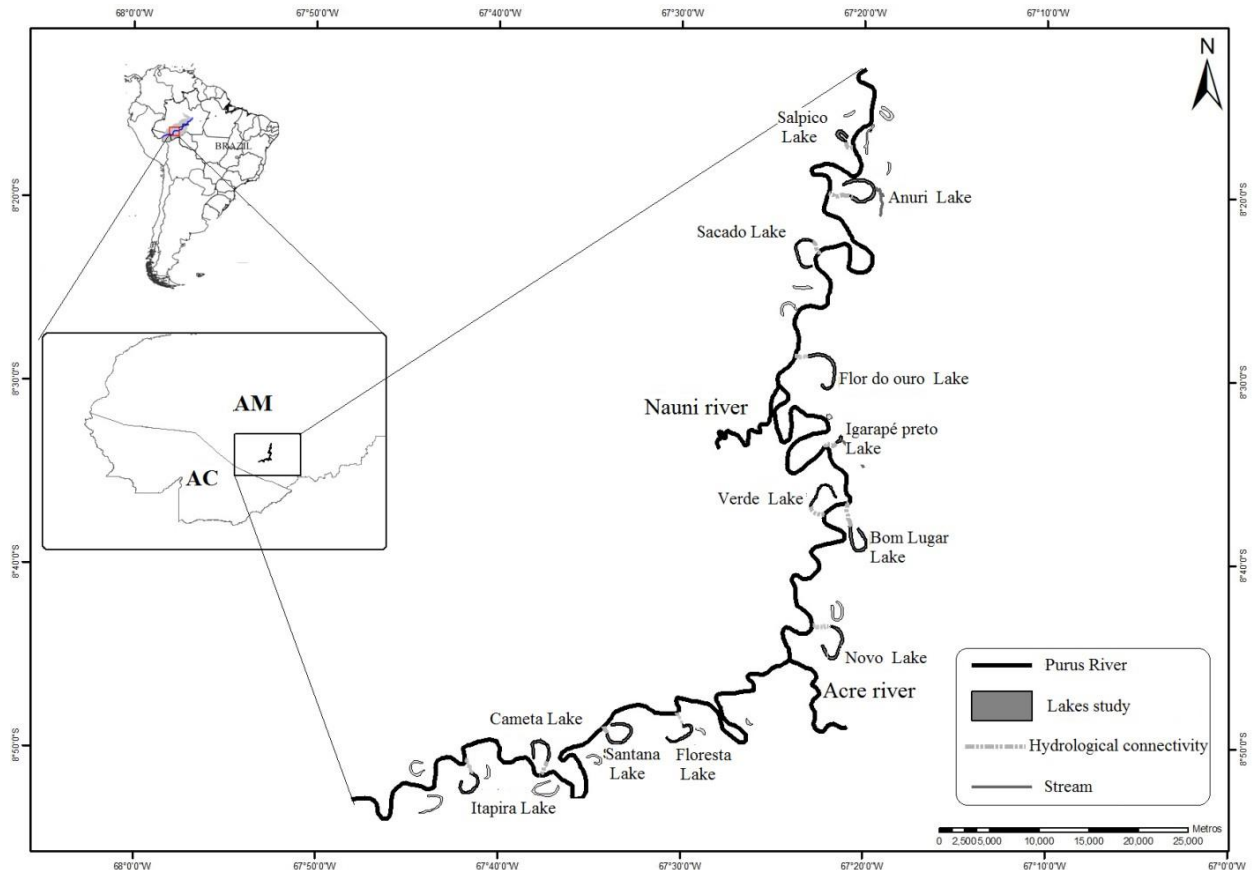 68°0'0"W
67°50'0"W
67°40'0"W
67°30'0"W
67°20'0"W
67°10'0"W
N
BRAZIL
Salpico
Lake
8°20'0"S
8°20'0"S
Anuri Lake
Sacado Lake
8°30'0"S
8°30'0"S
Flor do ouro Lake
AM
Nauni river
Igarapé preto
Lake
AC
Verde Lake
Bom Lugar
Lake
8°40'0"S
8°40'0"S
Novo Lake
Acre river
Purus River
Lakes study
Hydrological connectivity
Stream
Cameta Lake
8°50'0"S
8°50'0"S
Santana
Lake
Floresta
Lake
Itapira Lake
Metros
0 2,5005,000 10,000 15,000 20,000 25,000
68°0'0"W
67°50'0"W
67°40'0"W
67°30'0"W
67°20'0"W
67°10'0"W
67°0'0"W